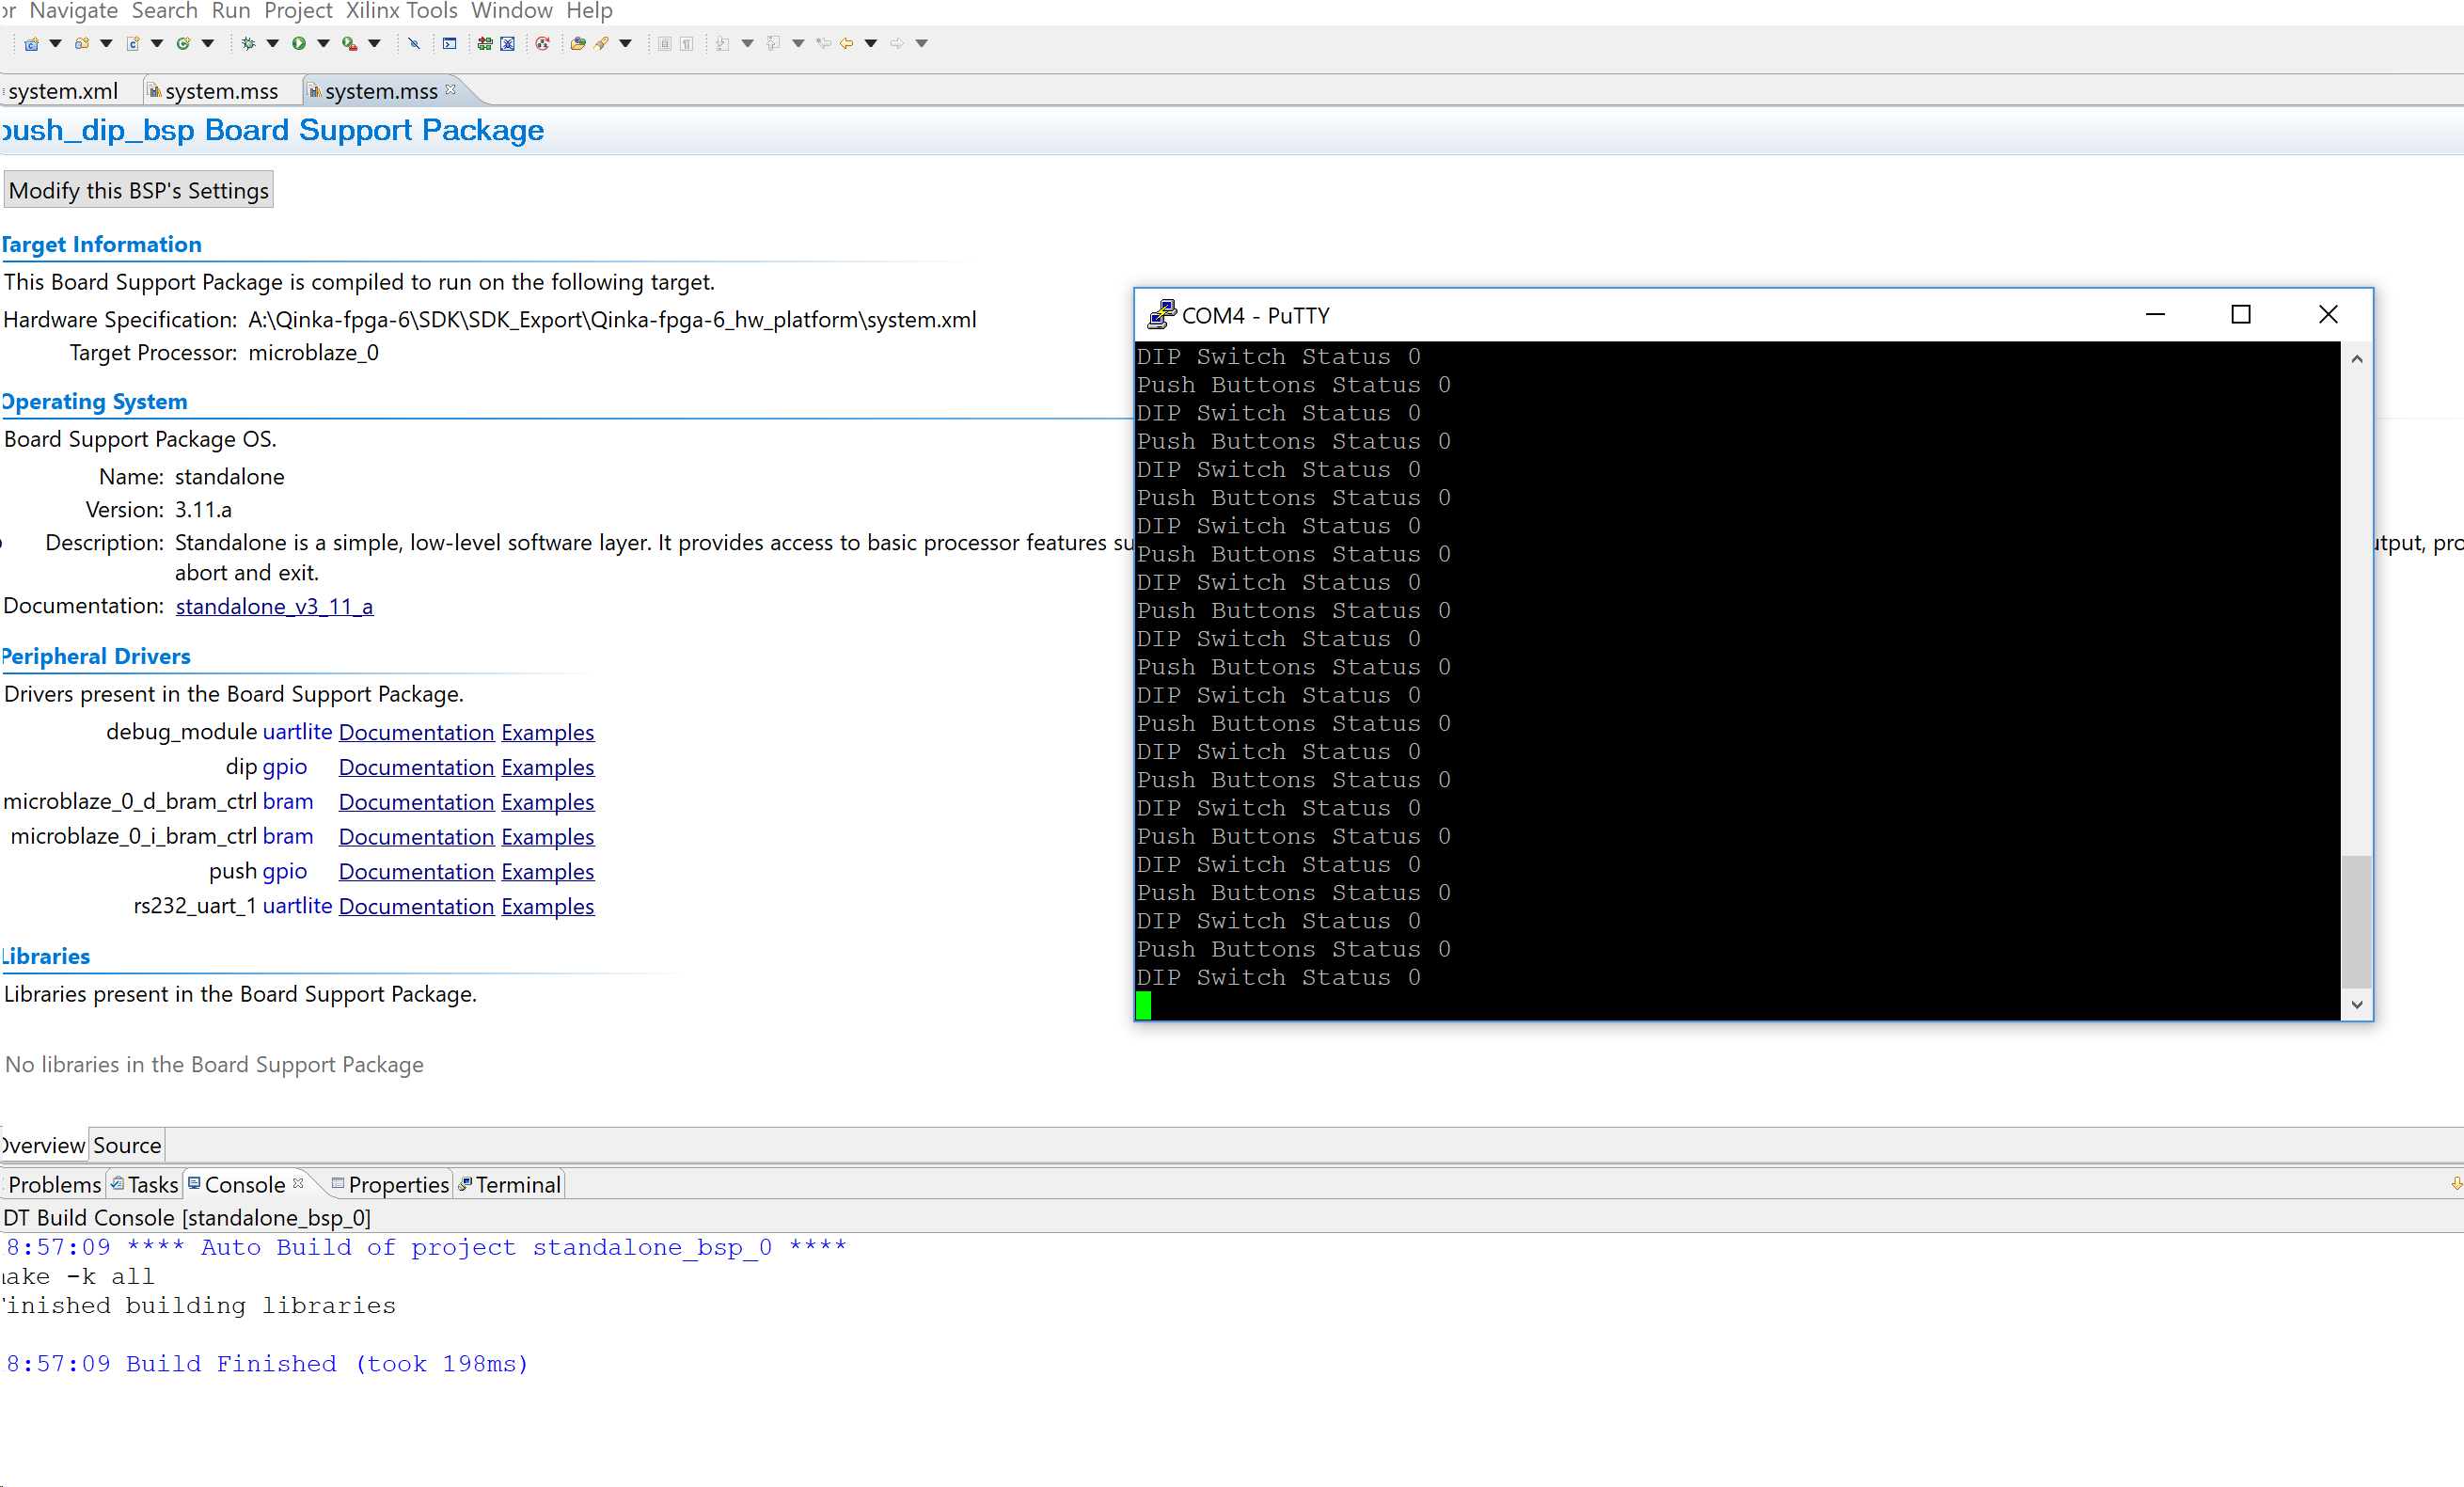 or Navigate Search Run Project Xilinx Tools Window Help
system.xml system.mss system.mss
push_dip_bsp Board Support Package
Modify this BSP's Settings
Target Information
This Board Support Package is compiled to run on the following target.
Hardware Specification: A:\Qinka-fpga-6\SDK\SDK_Export\Qinka-fpga-6_hw_platform\system.xml
Target Processor: microblaze_0
Operating System
Board Support Package OS.
Name: standalone
Version: 3.11.a
Description: Standalone is a simple, low-level software layer. It provides access to basic processor features su
utput, pro
abort and exit.
Documentation: standalone_v3_11_a
Peripheral Drivers
Drivers present in the Board Support Package.
debug_module uartlite Documentation Examples
dip gpio Documentation Examples
microblaze_0_d_bram_ctrl bram Documentation Examples
microblaze_0_i_bram_ctrl bram Documentation Examples
push gpio Documentation Examples
rs232_uart_1 uartlite Documentation Examples
Libraries
Libraries present in the Board Support Package.
No libraries in the Board Support Package
Overview Source
COM4 - PuTTY
DIP Switch Status 0
Push Buttons Status 0
DIP Switch Status 0
Push Buttons Status 0
DIP Switch Status 0
Push Buttons Status 0
DIP Switch Status 0
Push Buttons Status 0
DIP Switch Status 0
Push Buttons Status 0
DIP Switch Status 0
Push Buttons Status 0
DIP Switch Status 0
Push Buttons Status 0
DIP Switch Status 0
Push Buttons Status 0
DIP Switch Status 0
Push Buttons Status 0
DIP Switch Status 0
Push Buttons Status 0
DIP Switch Status 0
Push Buttons Status 0
DIP Switch Status 0
Problems Tasks Console Properties Terminal
DT Build Console [standalone_bsp_0]
8:57:09 **** Auto Build of project standalone_bsp_0 ****
make -k all
Finished building libraries
8:57:09 Build Finished (took 198ms)